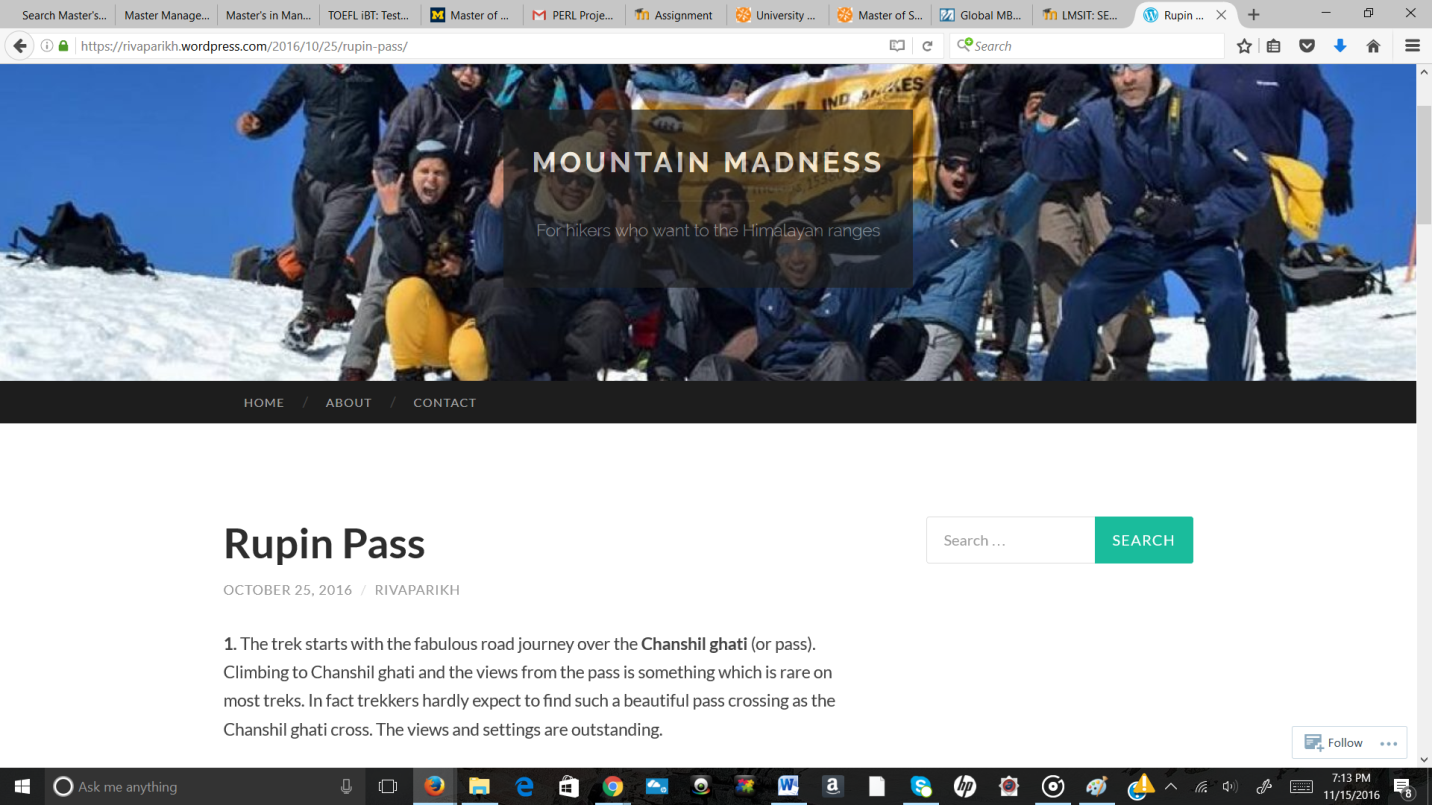 Search Master's... Master Manage... Master's in Man... TOEFL iBT: Test... Master of ... PERL Proje... Assignment University ... Master of S... Global MB... LMSIT: SE... Rupin ...
https://rivaparikh.wordpress.com/2016/10/25/rupin-pass/ Search
MOUNTAIN MADNESS
For hikers who want to the Himalayan ranges
HOME / ABOUT / CONTACT
Rupin Pass
Search ... SEARCH
OCTOBER 25, 2016 / RIVAPARIKH
1. The trek starts with the fabulous road journey over the Chanshil ghati (or pass).
Climbing to Chanshil ghati and the views from the pass is something which is rare on
most treks. In fact trekkers hardly expect to find such a beautiful pass crossing as the
Chanshil ghati cross. The views and settings are outstanding.
Follow
Ask me anything
7:13 PM
11/15/2016
8